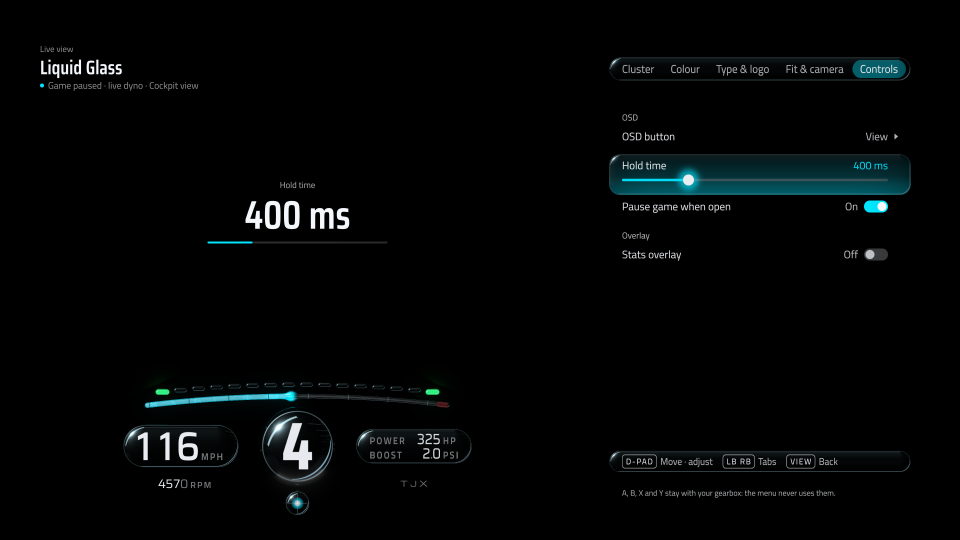 Live view
Liquid Glass
Game paused · live dyno · Cockpit view
Cluster Colour Type & logo Fit & camera Controls
OSD
OSD button View
Hold time 400 ms
Pause game when open On
Overlay
Stats overlay Off
Hold time
400 ms
116 MPH
4570 RPM
4
POWER 325 HP
BOOST 2.0 PSI
TJX
D-PAD Move · adjust LB RB Tabs VIEW Back
A, B, X and Y stay with your gearbox: the menu never uses them.